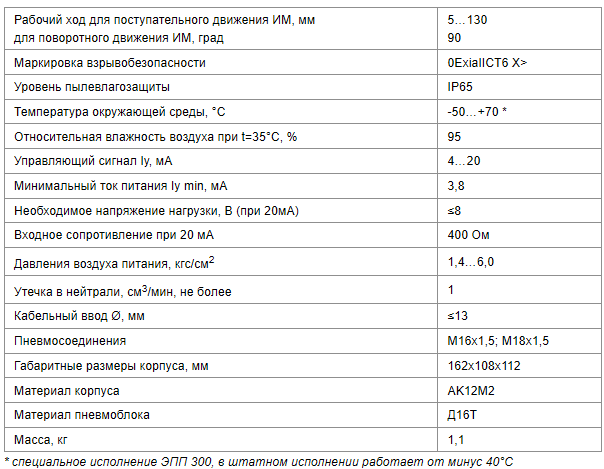 Рабочий ход для поступательного движения ИМ, мм 5…130
для поворотного движения ИМ, град 90
Маркировка взрывобезопасности 0ExiaIICT6 X>
Уровень пылевлагозащиты IP65
Температура окружающей среды, °С -50…+70 *
Относительная влажность воздуха при t=35°С, % 95
Управляющий сигнал Iy, мА 4…20
Минимальный ток питания Iy min, мА 3,8
Необходимое напряжение нагрузки, В (при 20мА) ≤8
Входное сопротивление при 20 мА 400 Ом
Давления воздуха питания, кгс/см² 1,4…6,0
Утечка в нейтрали, см³/мин, не более 1
Кабельный ввод ∅, мм ≤13
Пневмосоединения М16х1,5; М18х1,5
Габаритные размеры корпуса, мм 162х108х112
Материал корпуса АК12М2
Материал пневмоблока Д16Т
Масса, кг 1,1
* специальное исполнение ЭПП 300, в штатном исполнении работает от минус 40°С